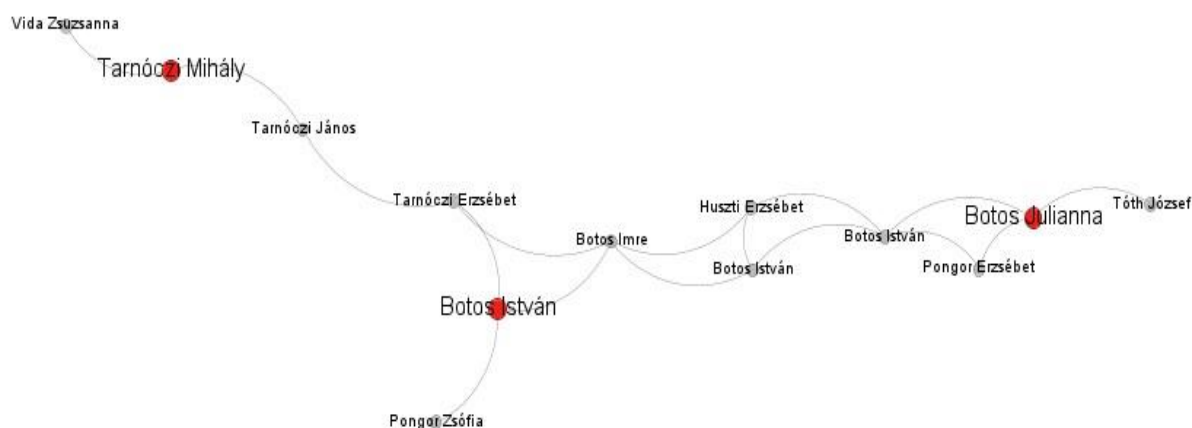 Vida Zsuzsanna
Tarnóczi Mihály
Tarnóczi János
Tarnóczi Erzsébet
Huszti Erzsébet
Tóth József
Botos Julianna
Botos Imre
Botos István
Botos István
Pongor Erzsébet
Botos István
Pongor Zsófia